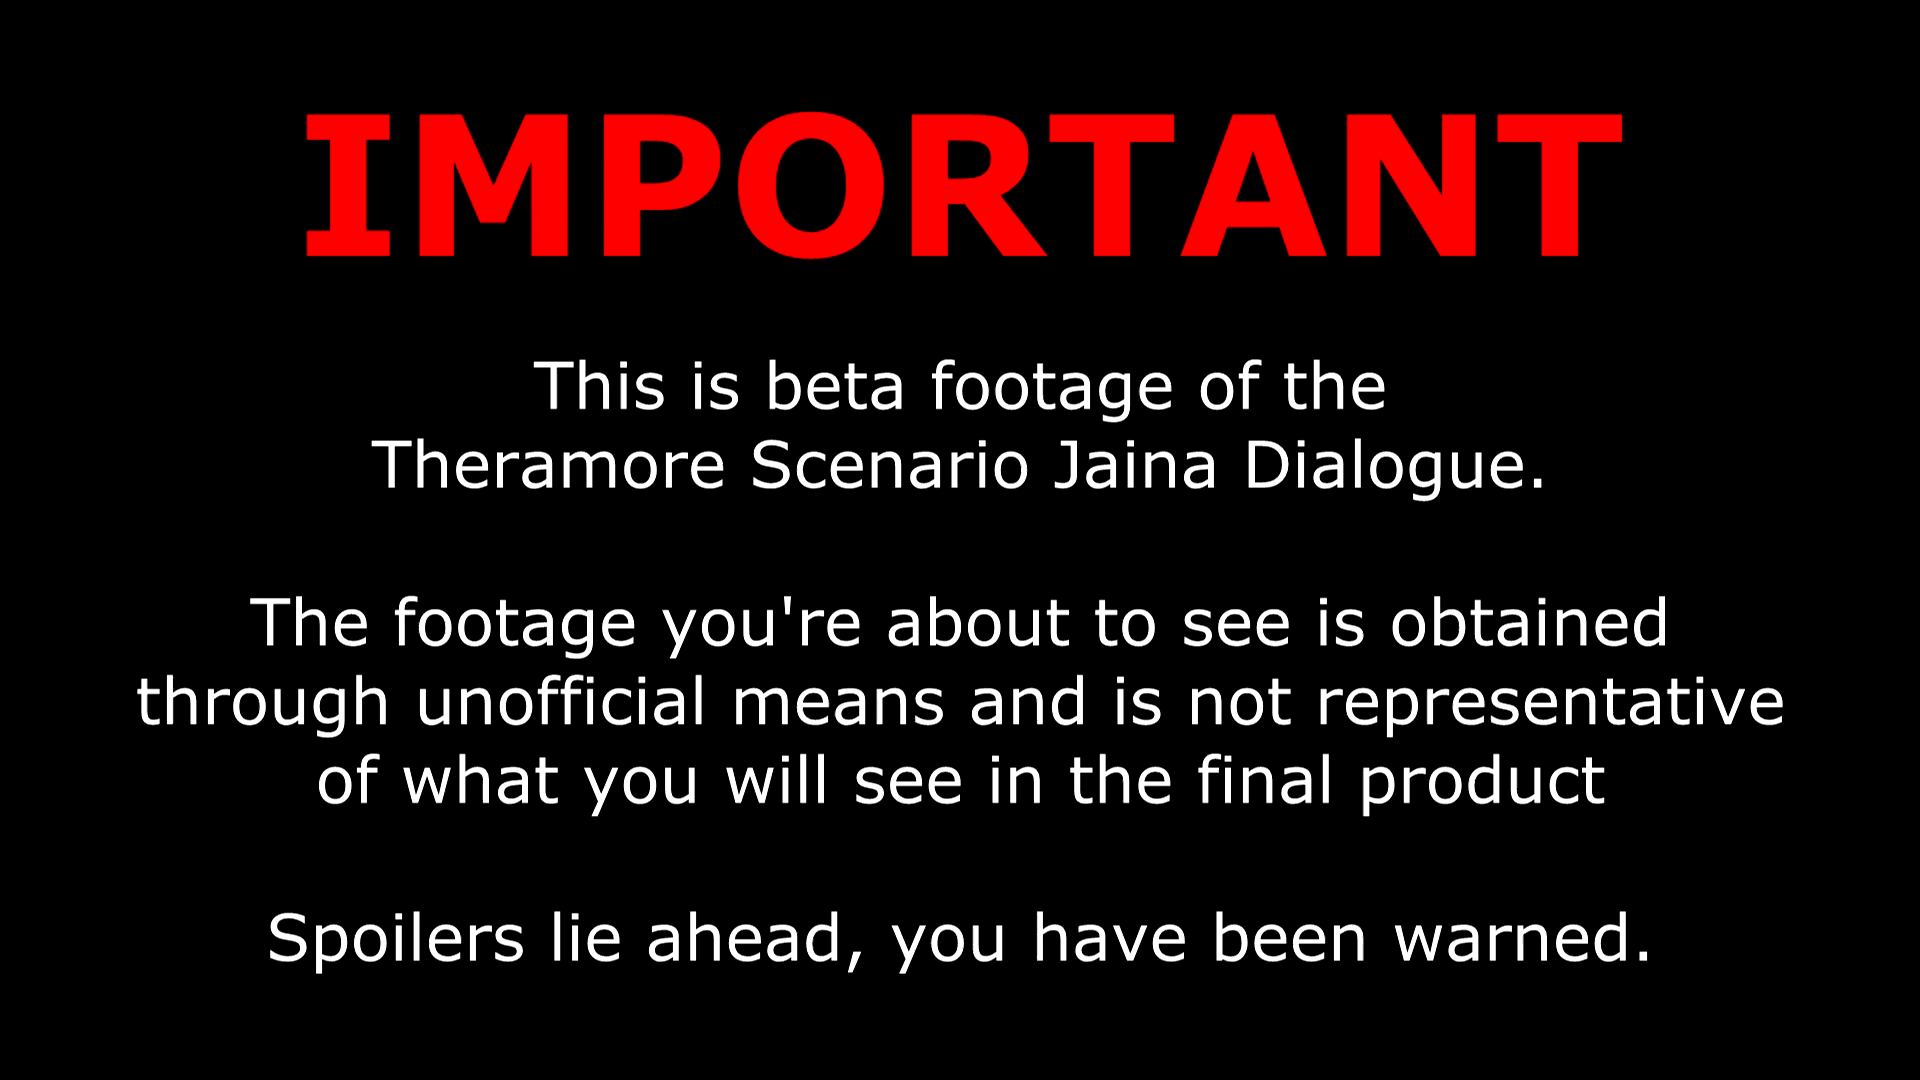 IMPORTANT
This is beta footage of the
Theramore Scenario Jaina Dialogue.
The footage you're about to see is obtained
through unofficial means and is not representative
of what you will see in the final product
Spoilers lie ahead, you have been warned.